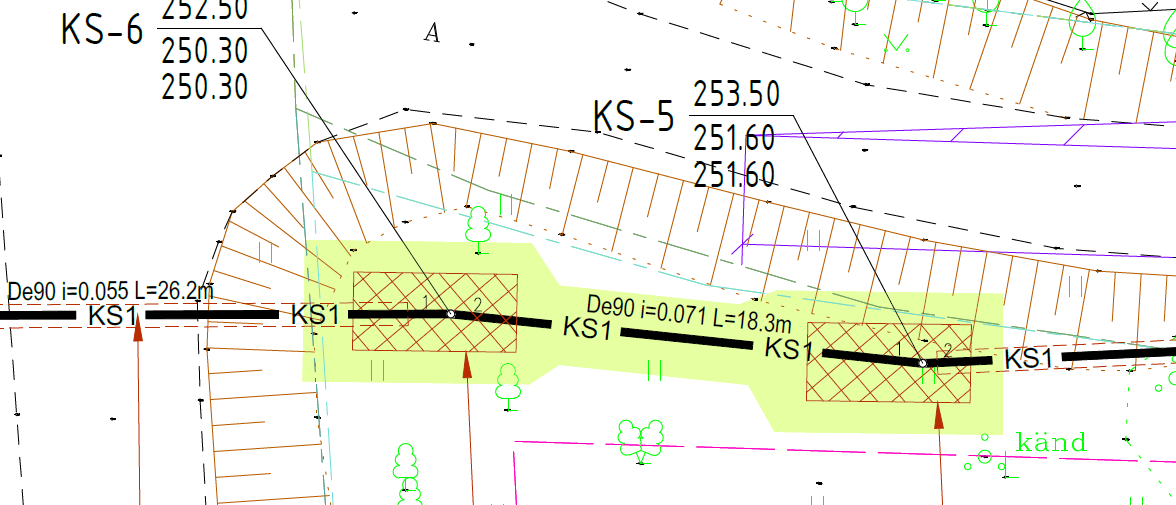 252.50
KS-6
250.30
250.30
A
253.50
KS-5
251.60
251.60
De90 i=0.055 L=26.2m
KS1
KS1
1
2
De90 i=0.071 L=18.3m
KS1
KS1
1
2
KS1
känd